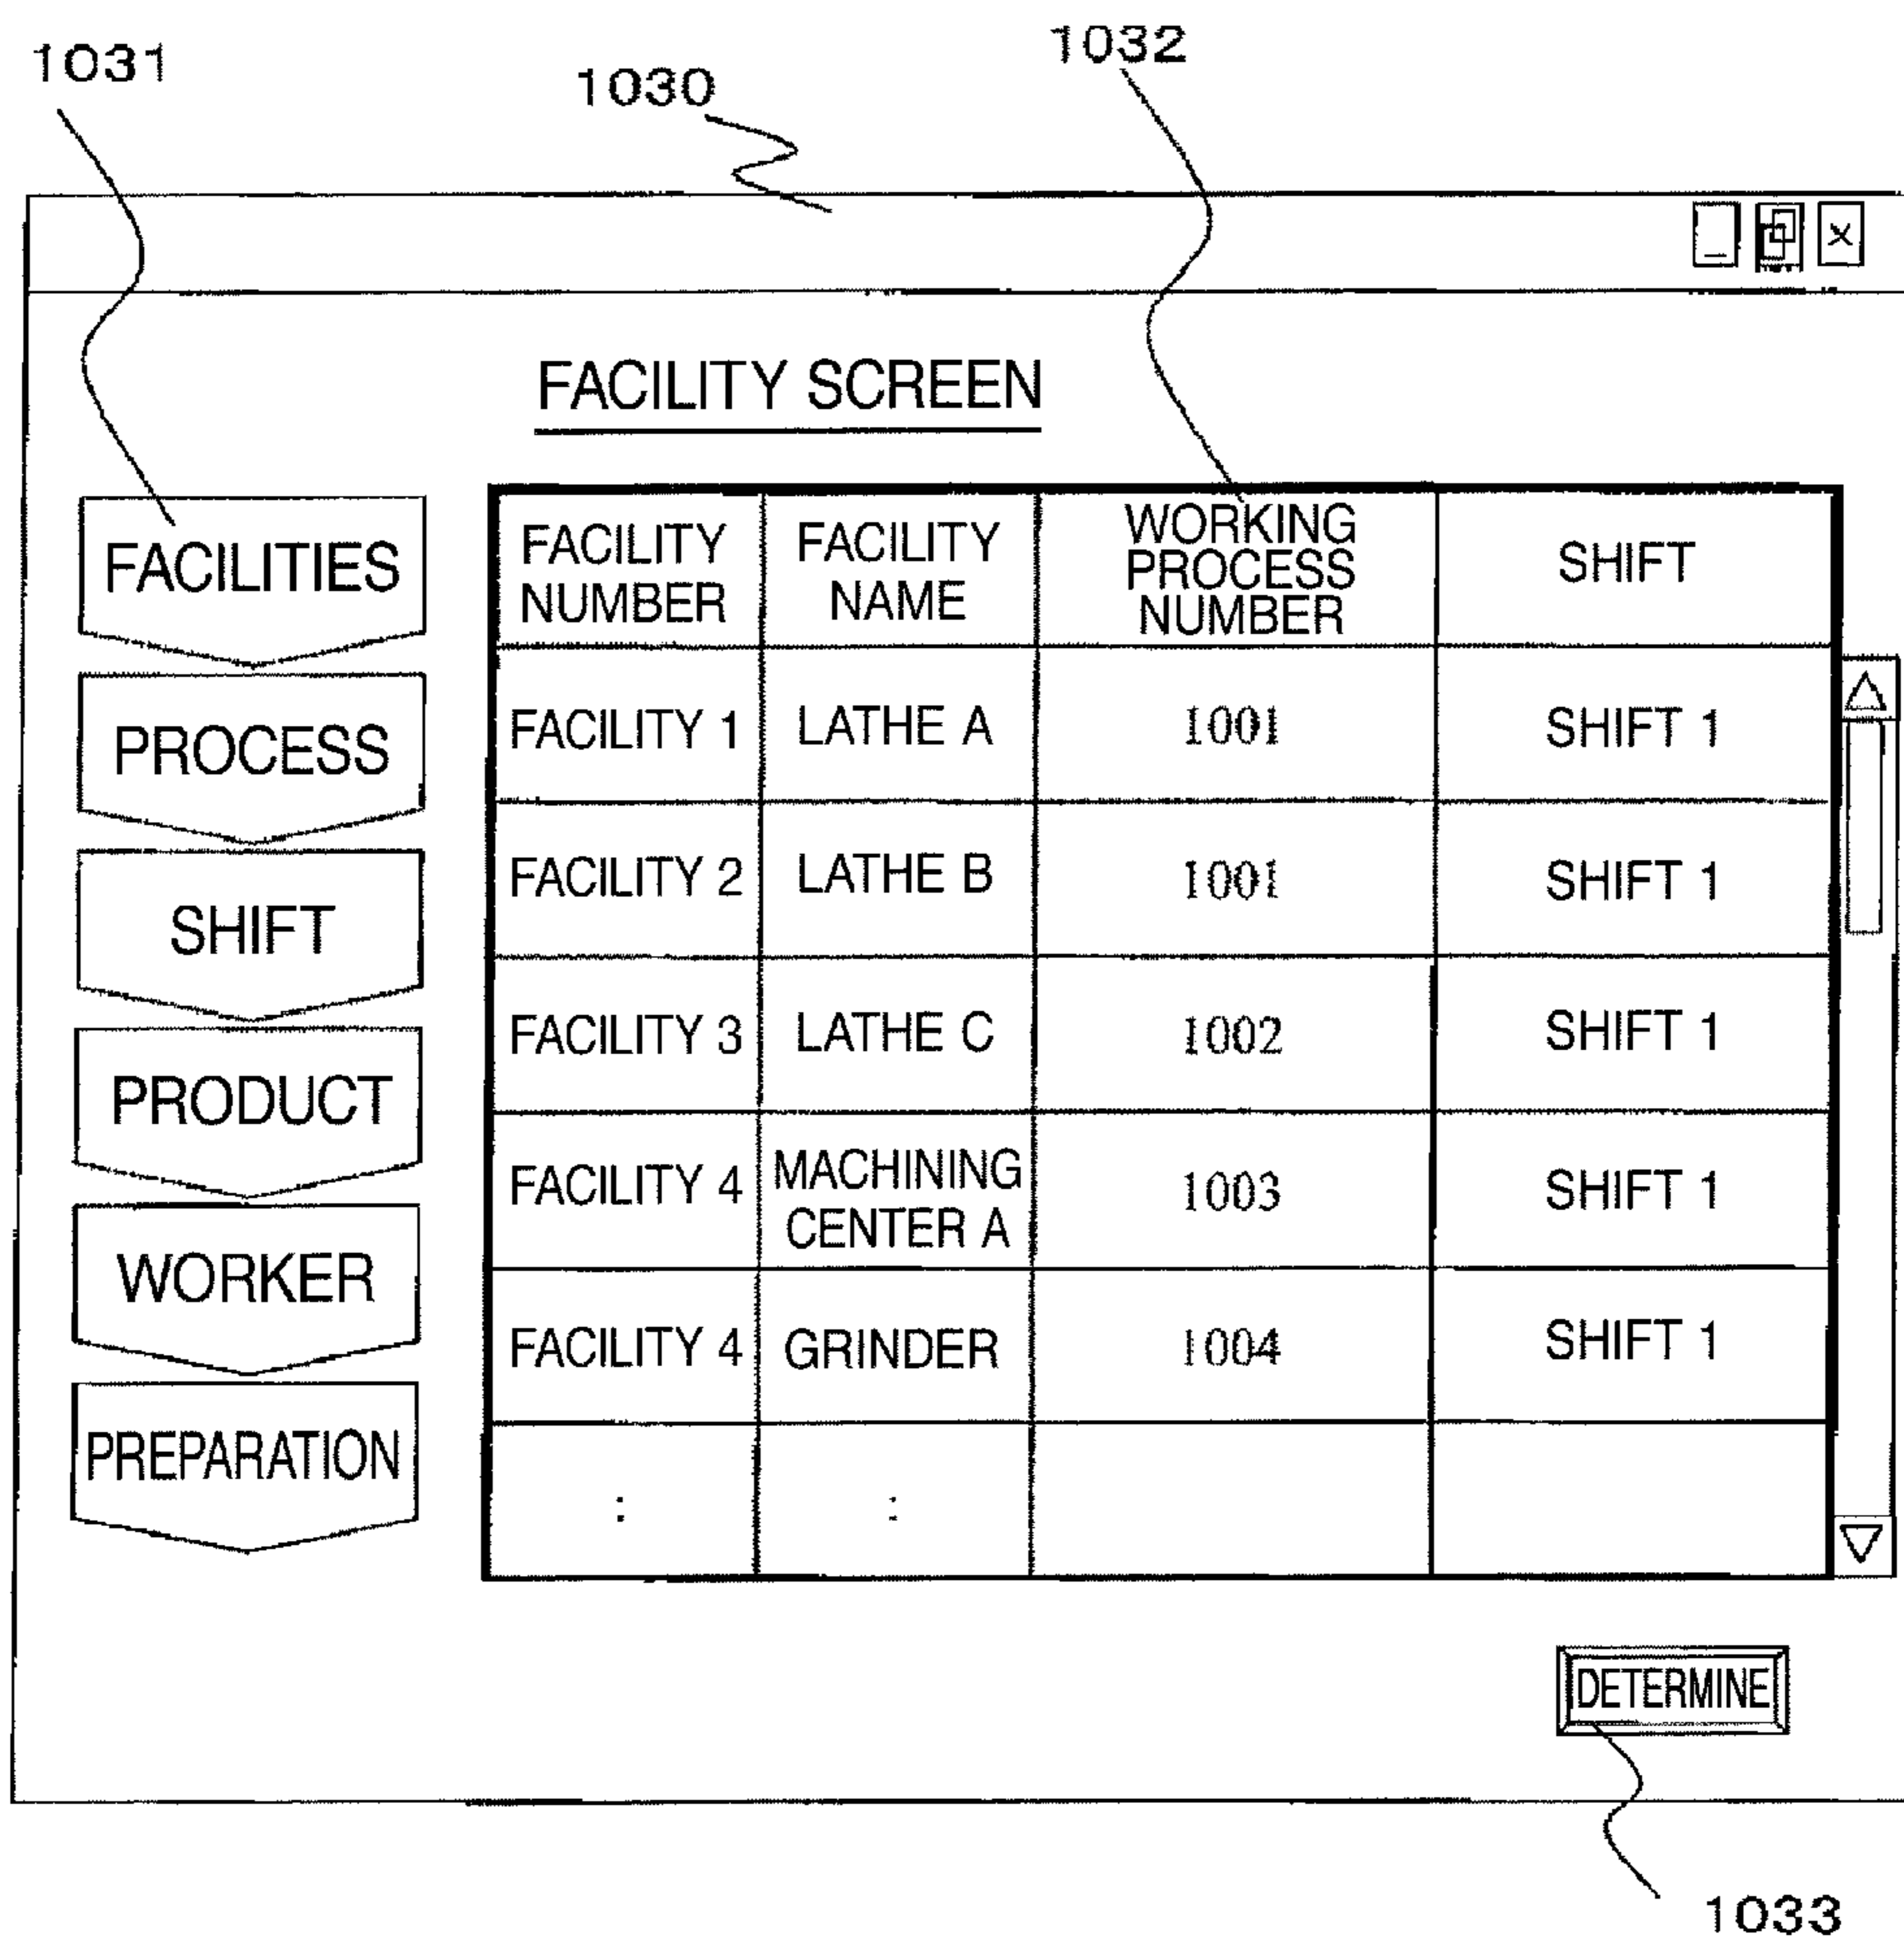 1031
1030
1032
FACILITY SCREEN
FACILITIES
PROCESS
SHIFT
PRODUCT
WORKER
PREPARATION
FACILITY
NUMBER
FACILITY
NAME
WORKING
PROCESS
NUMBER
SHIFT
FACILITY 1 LATHE A 1001 SHIFT 1
FACILITY 2 LATHE B 1001 SHIFT 1
FACILITY 3 LATHE C 1002 SHIFT 1
FACILITY 4
MACHINING
CENTER A
1003
SHIFT 1
FACILITY 4 GRINDER 1004 SHIFT 1
: :
DETERMINE
1033